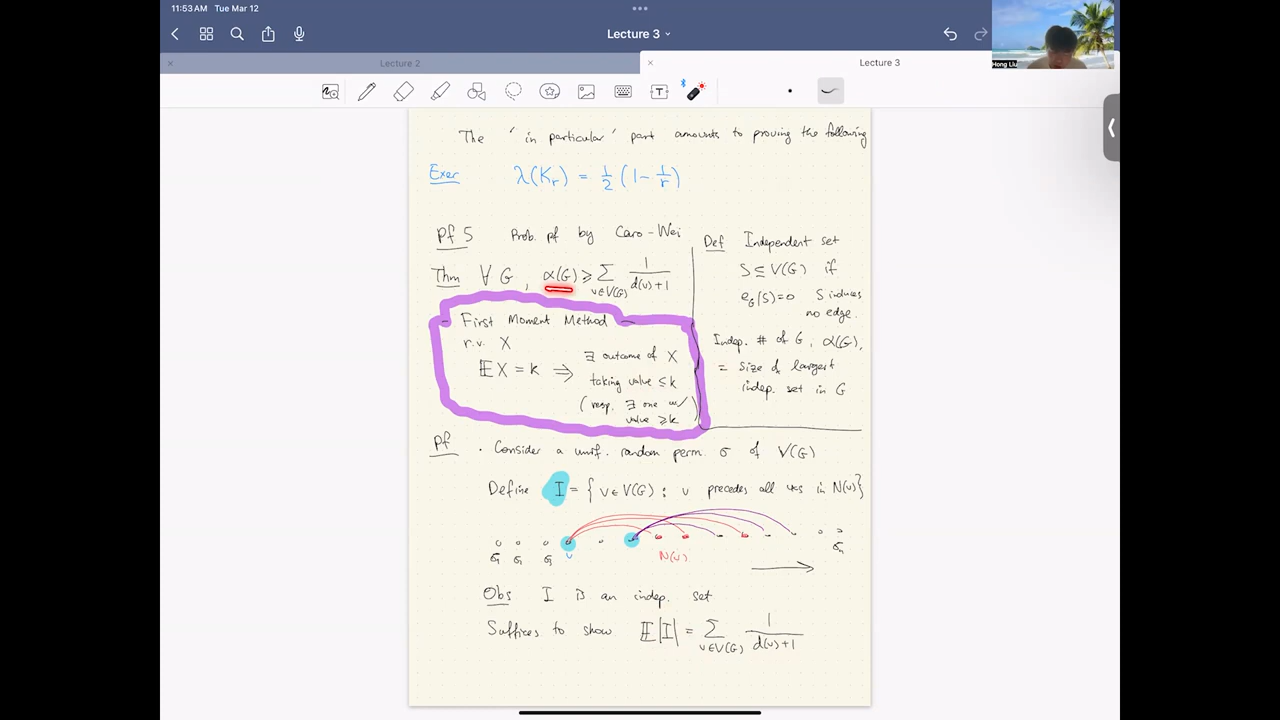 11:53 AM Tue Mar 12
Lecture 3
Lecture 2
Lecture 3
Hong Liu
The 'in particular' part amounts to proving the following
Exer λ(K_r) = 1/2 (1 - 1/r)
Pf 5 Prob. pf by Caro-Wei
Thm ∀ G, α(G) ≥ Σ_{v∈V(G)} 1/(d(v)+1)
First Moment Method
r.v. X
𝔼X = k ⇒ ∃ outcome of X
taking value ≤ k
(resp. ∃ one w/
value ≥ k)
Def Independent set
S ⊆ V(G) if
e_G(S)=0 S induces
no edge.
Indep. # of G, α(G),
= size of largest
indep. set in G
Pf . Consider a unif. random perm. σ of V(G)
Define I = { v ∈ V(G) : v precedes all vxs in N(v)}
σ₁ σ₂ σ₃ v N(v) σₙ
Obs I is an indep. set
Suffices to show 𝔼|I| = Σ_{v∈V(G)} 1/(d(v)+1)